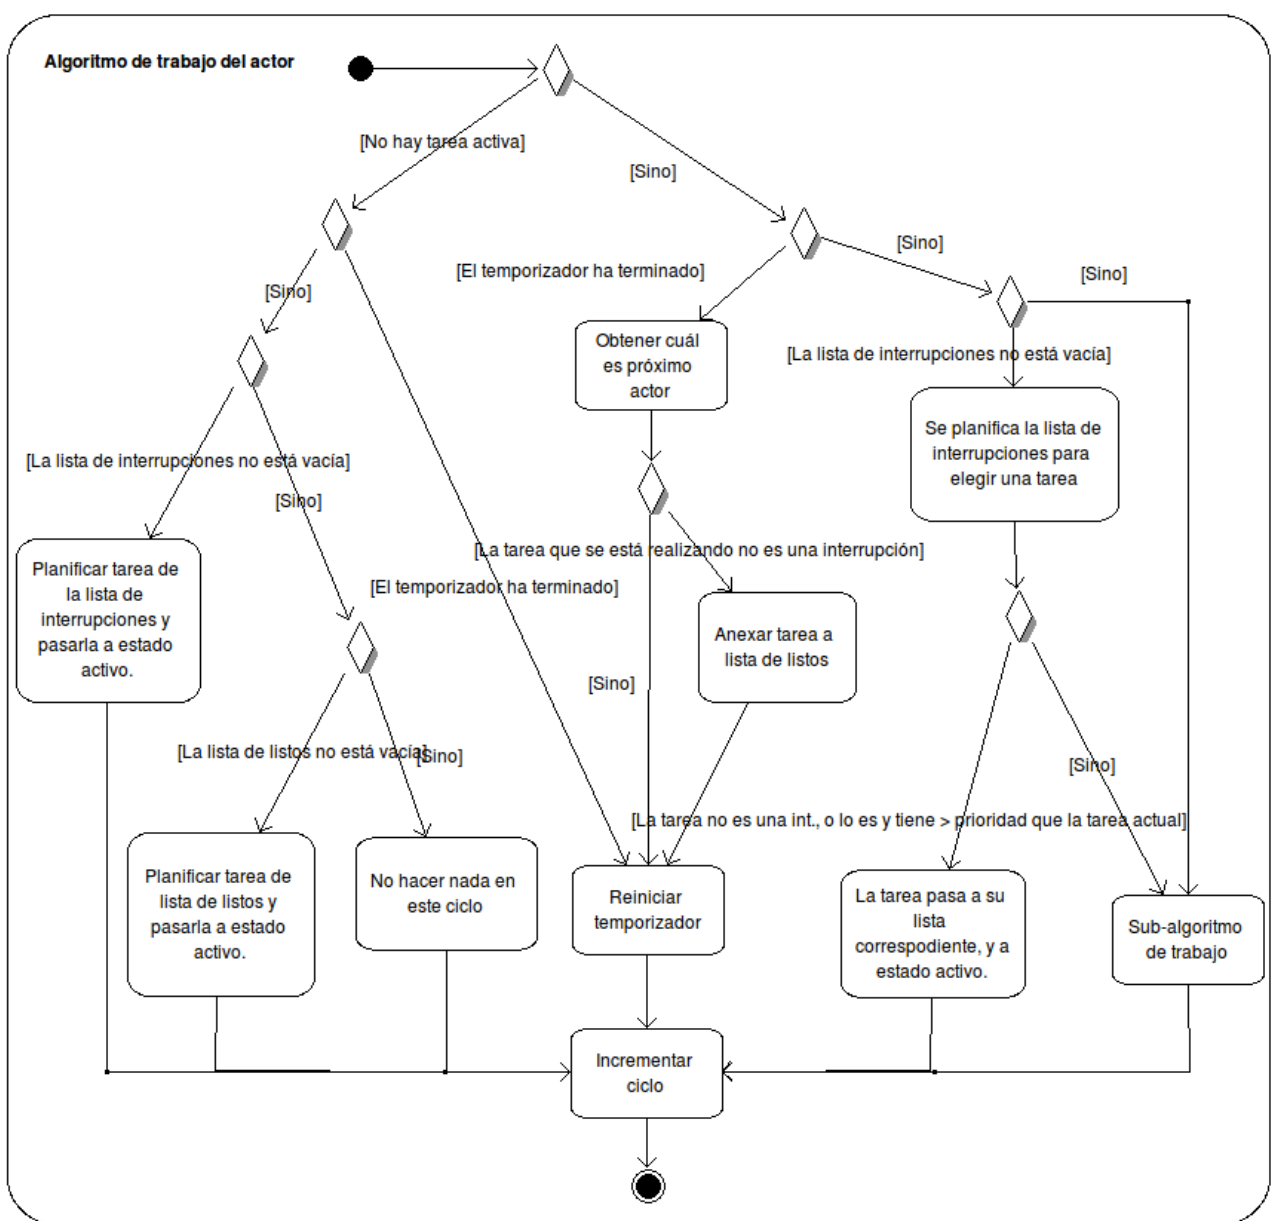 Algoritmo de trabajo del actor
[No hay tarea activa]
[Sino]
[Sino]
[El temporizador ha terminado]
[Sino]
[Sino]
Obtener cuál
es próximo
actor
[La lista de interrupciones no está vacía]
Se planifica la lista de
interrupciones para
elegir una tarea
[La lista de interrupciones no está vacía]
[Sino]
[La tarea que se está realizando no es una interrupción]
Planificar tarea de
la lista de
interrupciones y
pasarla a estado
activo.
[El temporizador ha terminado]
Anexar tarea a
lista de listos
[Sino]
[La lista de listos no está vacía]
[Sino]
[Sino]
[La tarea no es una int., o lo es y tiene > prioridad que la tarea actual]
Planificar tarea de
lista de listos y
pasarla a estado
activo.
No hacer nada en
este ciclo
Reiniciar
temporizador
La tarea pasa a su
lista
correspodiente, y a
estado activo.
Sub-algoritmo
de trabajo
Incrementar
ciclo